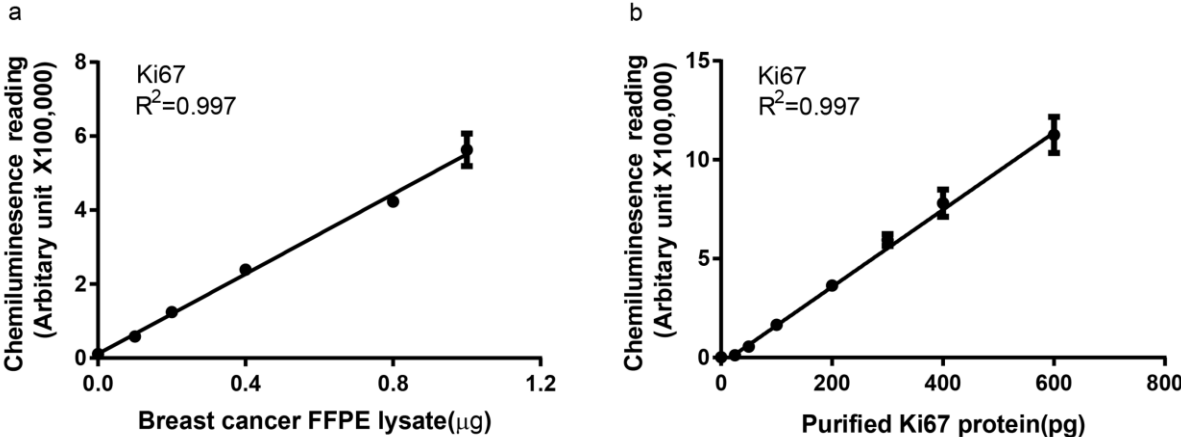 a
Chemiluminesence reading
(Arbitary unit X100,000)
8
6
4
2
0
Ki67
R²=0.997
0.0 0.4 0.8 1.2
Breast cancer FFPE lysate(μg)
b
Chemiluminesence reading
(Arbitary unit X100,000)
15
10
5
0
Ki67
R²=0.997
0 200 400 600 800
Purified Ki67 protein(pg)